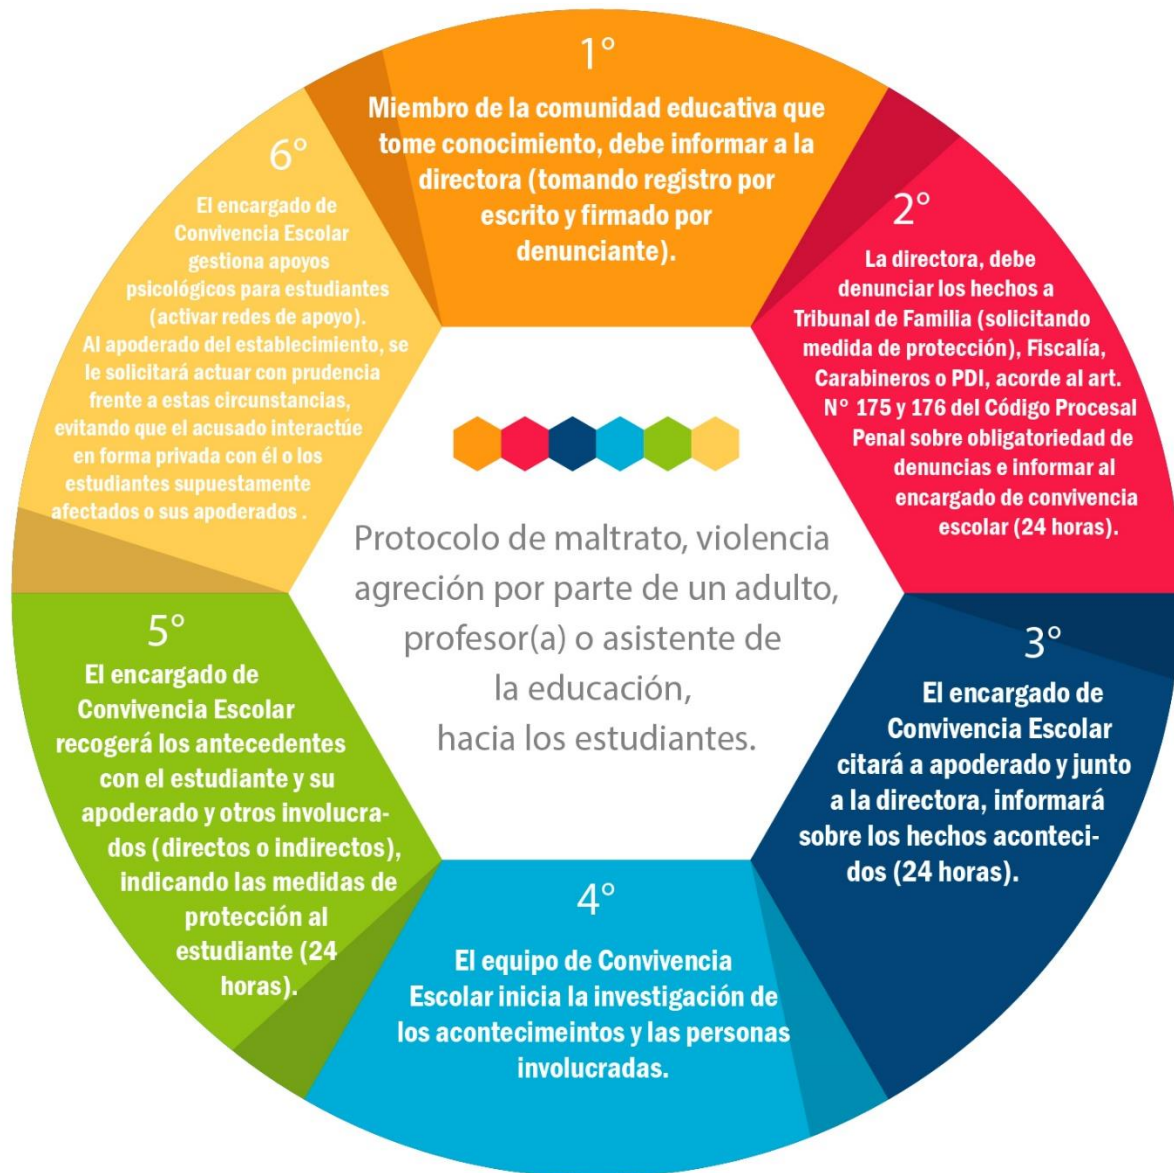 1°
Miembro de la comunidad educativa que
tome conocimiento, debe informar a la
directora (tomando registro por
escrito y firmado por
denunciante).
2°
La directora, debe
denunciar los hechos a
Tribunal de Familia (solicitando
medida de protección), Fiscalía,
Carabineros o PDI, acorde al art.
N° 175 y 176 del Código Procesal
Penal sobre obligatoriedad de
denuncias e informar al
encargado de convivencia
escolar (24 horas).
3°
El encargado de
Convivencia Escolar
citará a apoderado y junto
a la directora, informará
sobre los hechos aconteci-
dos (24 horas).
4°
El equipo de Convivencia
Escolar inicia la investigación de
los acontecimeintos y las personas
involucradas.
5°
El encargado de
Convivencia Escolar
recogerá los antecedentes
con el estudiante y su
apoderado y otros involucra-
dos (directos o indirectos),
indicando las medidas de
protección al
estudiante (24
horas).
6°
El encargado de
Convivencia Escolar
gestiona apoyos
psicológicos para estudiantes
(activar redes de apoyo).
Al apoderado del establecimiento, se
le solicitará actuar con prudencia
frente a estas circunstancias,
evitando que el acusado interactúe
en forma privada con él o los
estudiantes supuestamente
afectados o sus apoderados .
Protocolo de maltrato, violencia
agreción por parte de un adulto,
profesor(a) o asistente de
la educación,
hacia los estudiantes.